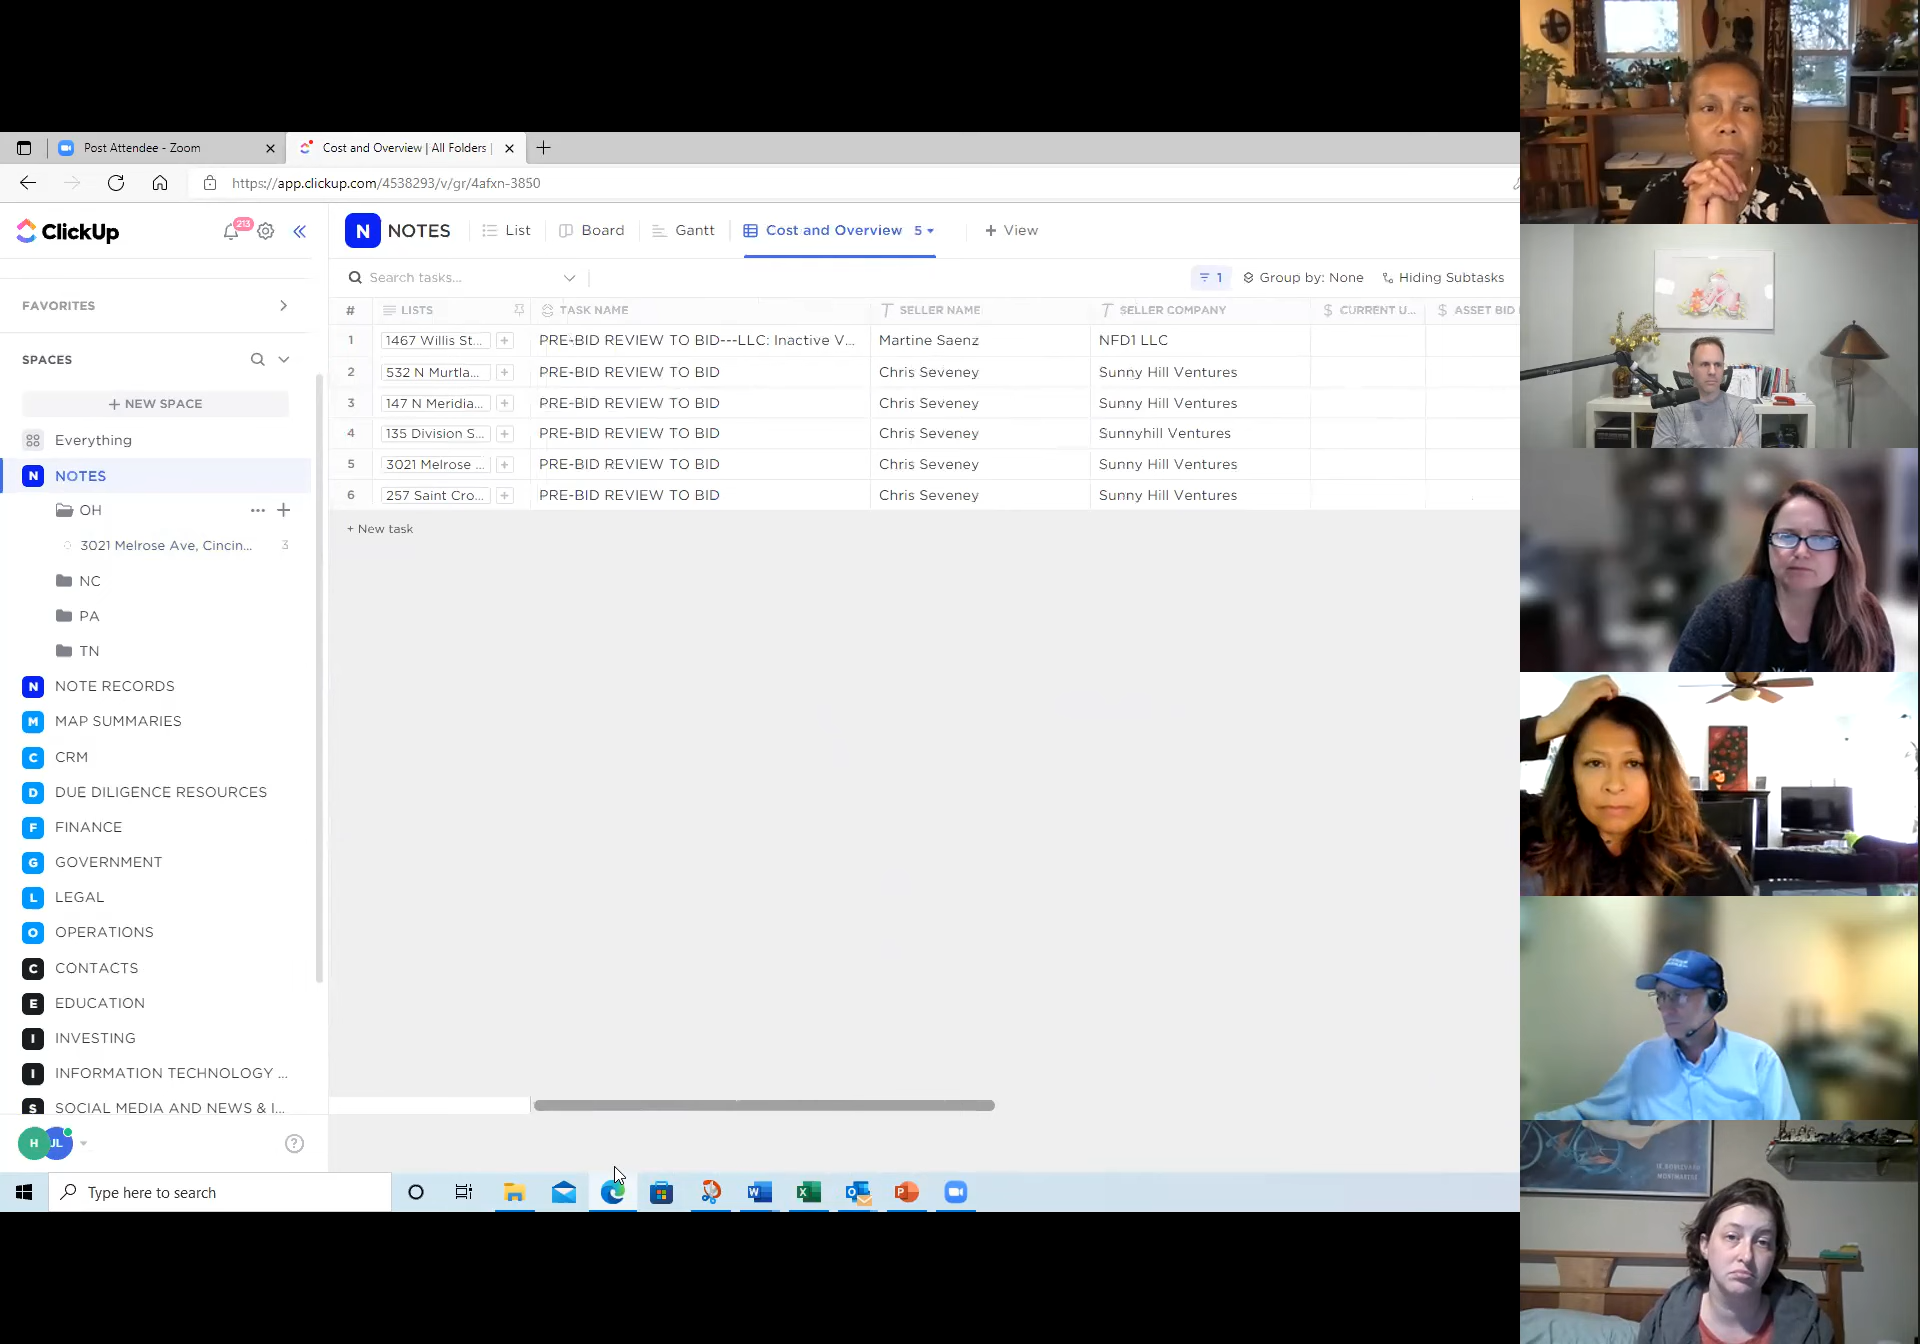 Post Attendee - Zoom
Cost and Overview | All Folders |
https://app.clickup.com/4538293/v/gr/4afxn-3850
ClickUp
213
N NOTES
List
Board
Gantt
Cost and Overview 5
+ View
Search tasks...
1
Group by: None
Hiding Subtasks
FAVORITES
# LISTS TASK NAME SELLER NAME SELLER COMPANY $ CURRENT U... $ ASSET BID
1 1467 Willis St... + PRE-BID REVIEW TO BID---LLC: Inactive V... Martine Saenz NFD1 LLC
2 532 N Murtla... + PRE-BID REVIEW TO BID Chris Seveney Sunny Hill Ventures
3 147 N Meridia... + PRE-BID REVIEW TO BID Chris Seveney Sunny Hill Ventures
4 135 Division S... + PRE-BID REVIEW TO BID Chris Seveney Sunnyhill Ventures
5 3021 Melrose ... + PRE-BID REVIEW TO BID Chris Seveney Sunny Hill Ventures
6 257 Saint Cro... + PRE-BID REVIEW TO BID Chris Seveney Sunny Hill Ventures
+ New task
SPACES
+ NEW SPACE
Everything
N NOTES
OH
3021 Melrose Ave, Cincin... 3
NC
PA
TN
N NOTE RECORDS
M MAP SUMMARIES
C CRM
D DUE DILIGENCE RESOURCES
F FINANCE
G GOVERNMENT
L LEGAL
O OPERATIONS
C CONTACTS
E EDUCATION
I INVESTING
I INFORMATION TECHNOLOGY ...
S SOCIAL MEDIA AND NEWS & I...
H JL
Type here to search
MONTMARTRE